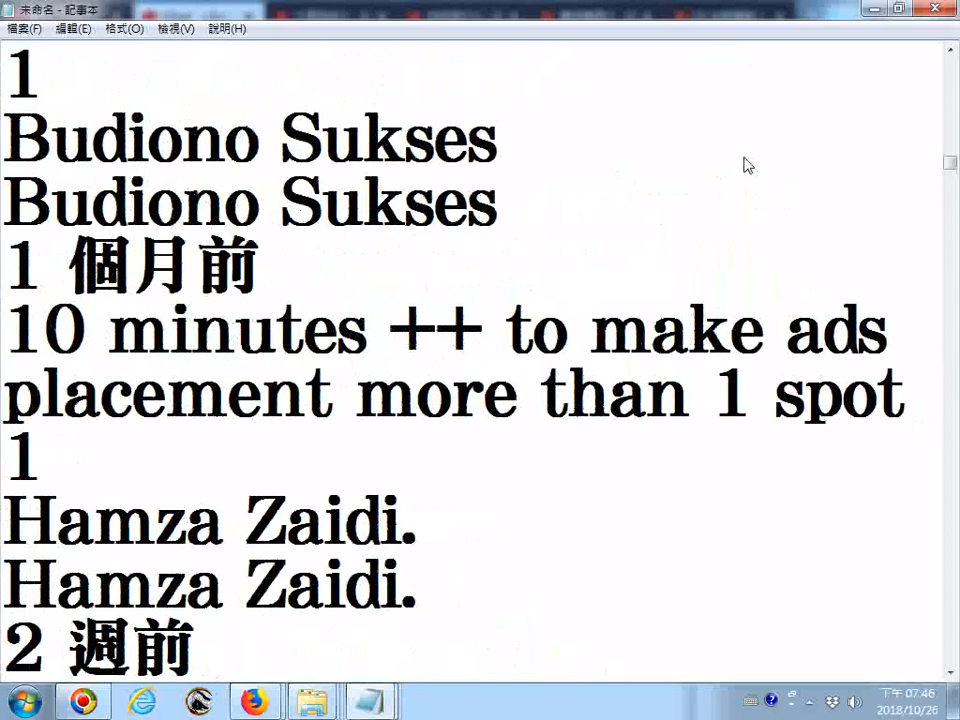 未命名 - 記事本
檔案(F) 編輯(E) 格式(O) 檢視(V) 說明(H)
1
Budiono Sukses
Budiono Sukses
1 個月前
10 minutes ++ to make ads
placement more than 1 spot
1
Hamza Zaidi.
Hamza Zaidi.
2 週前
下午 07:46
2018/10/26